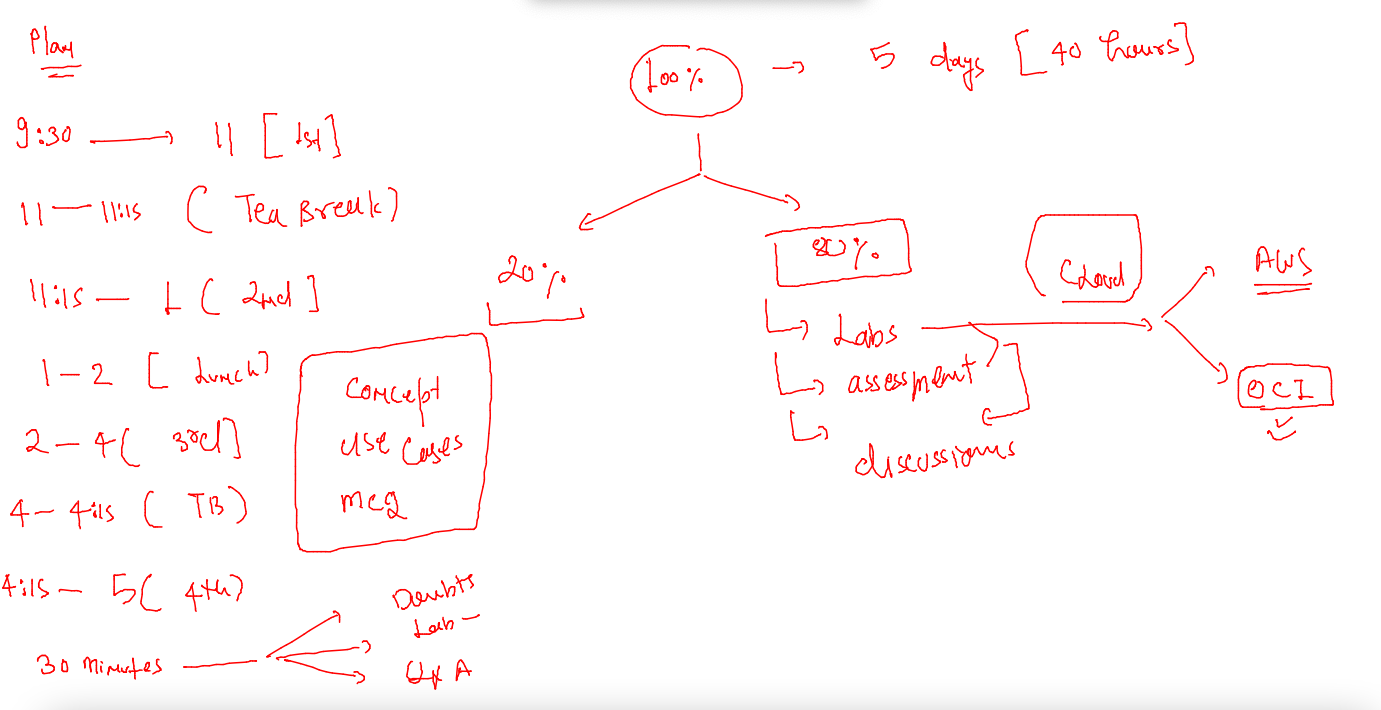 Plan
9:30 → 11 [1st]
11 — 11:15 ( Tea Break)
11:15 — 1 ( 2nd ]
1 — 2 [ Lunch]
2 — 4 ( 3rd ]
4 — 4:15 ( TB )
4:15 — 5 ( 4th)
30 minutes →
Doubts
Lab —
Q & A
100% → 5 days [ 40 hours]
20%
Concept
use cases
MCQ
80%
Labs
assessment
discussions
Cloud
AWS
OCI